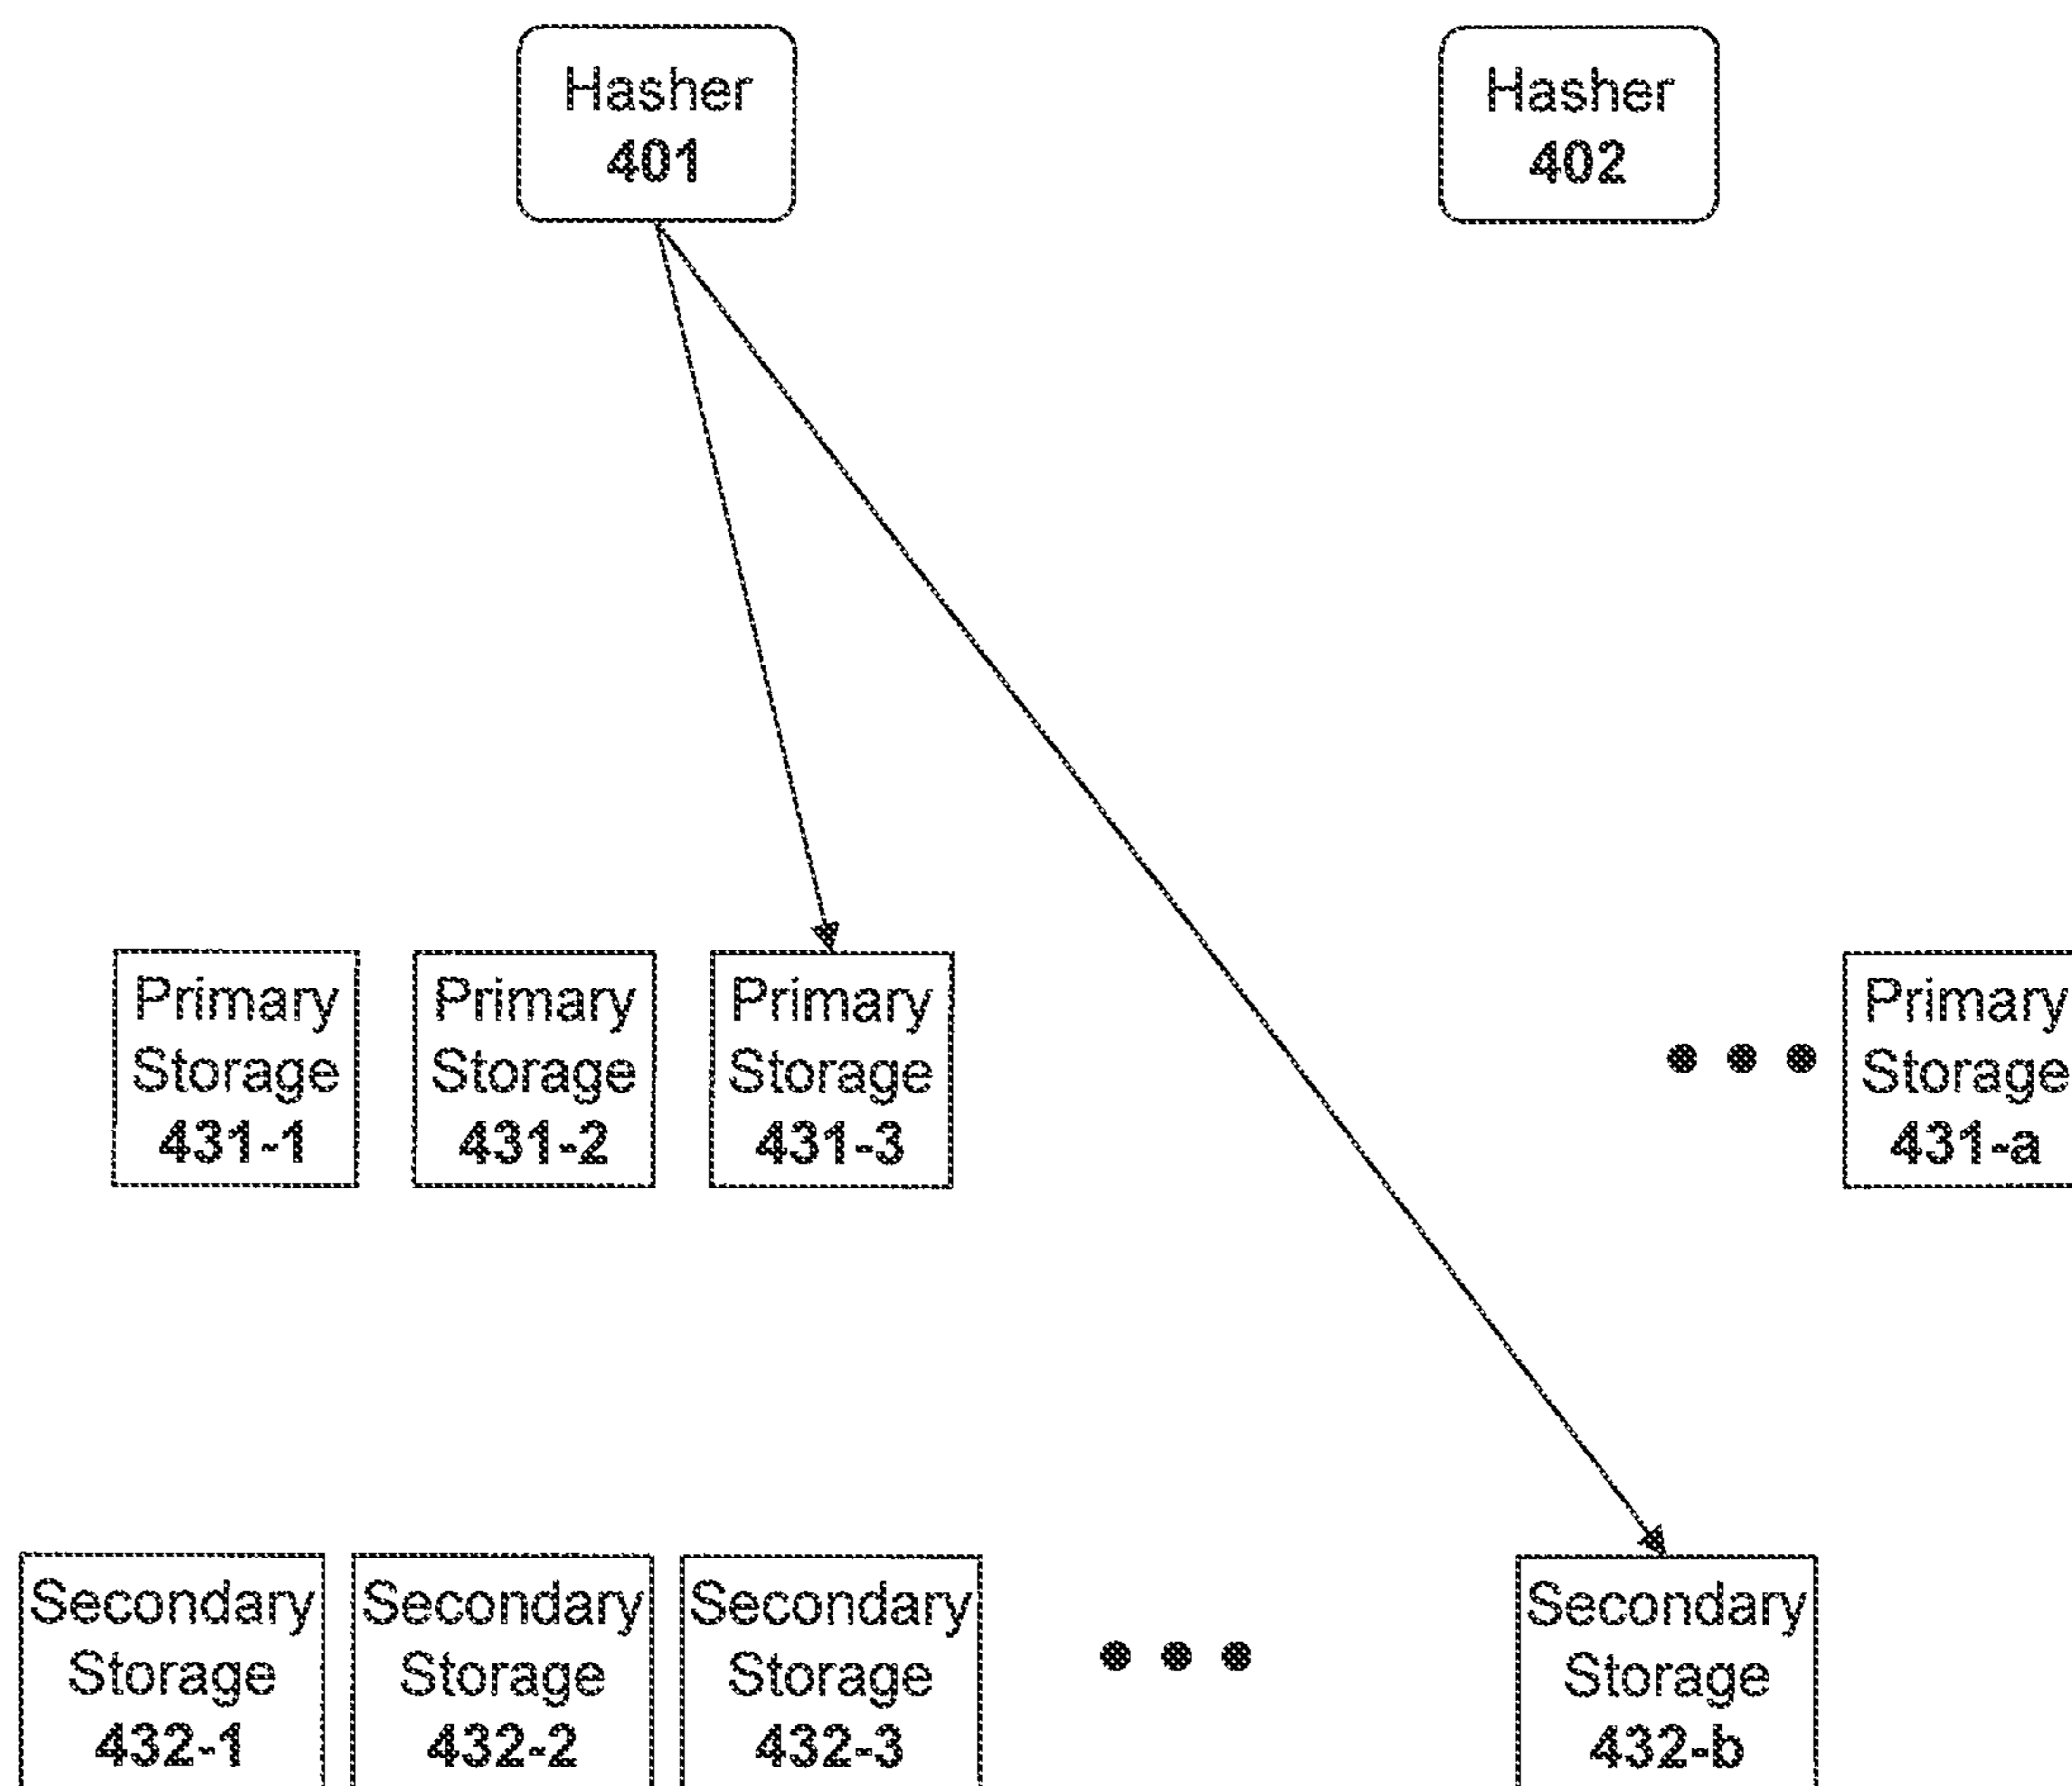 Hasher
401
Hasher
402
Primary
Storage
431-1
Primary
Storage
431-2
Primary
Storage
431-3
Primary
Storage
431-a
Secondary
Storage
432-1
Secondary
Storage
432-2
Secondary
Storage
432-3
Secondary
Storage
432-b